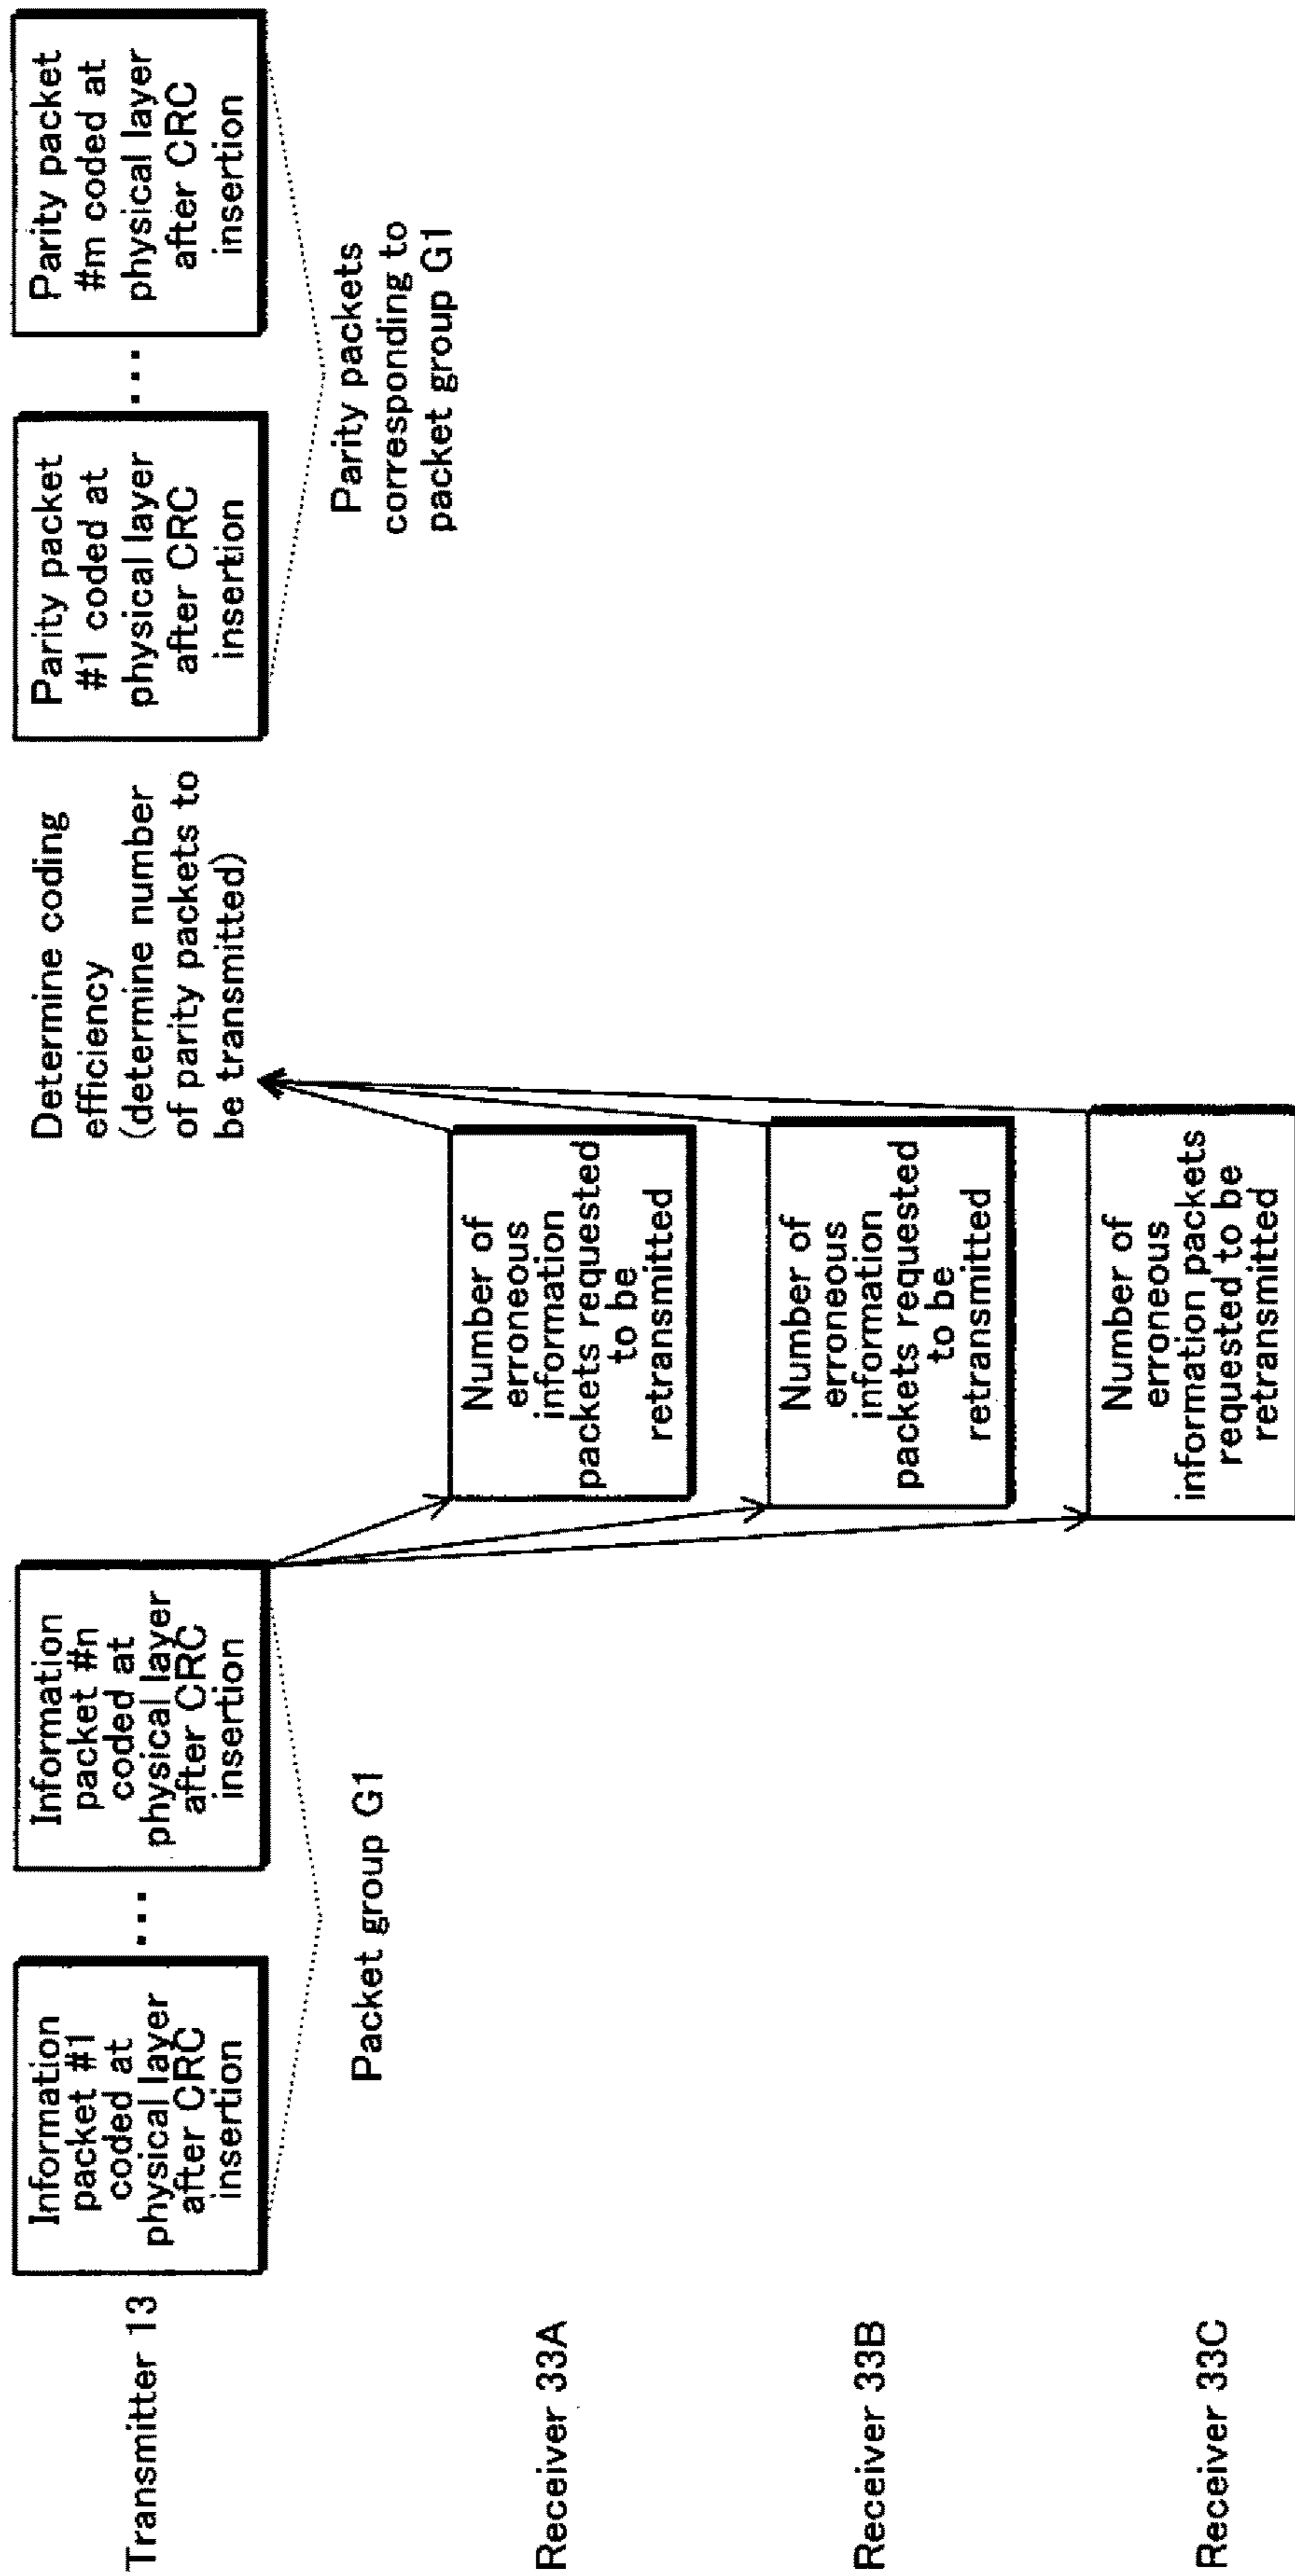 Transmitter 13
Information
packet #1
coded at
physical layer
after CRC
insertion
...
Information
packet #n
coded at
physical layer
after CRC
insertion
Packet group G1
Determine coding
efficiency
(determine number
of parity packets to
be transmitted)
Parity packet
#1 coded at
physical layer
after CRC
insertion
...
Parity packet
#m coded at
physical layer
after CRC
insertion
Parity packets
corresponding to
packet group G1
Receiver 33A
Number of
erroneous
information
packets requested
to be
retransmitted
Receiver 33B
Number of
erroneous
information
packets requested
to be
retransmitted
Receiver 33C
Number of
erroneous
information packets
requested to be
retransmitted